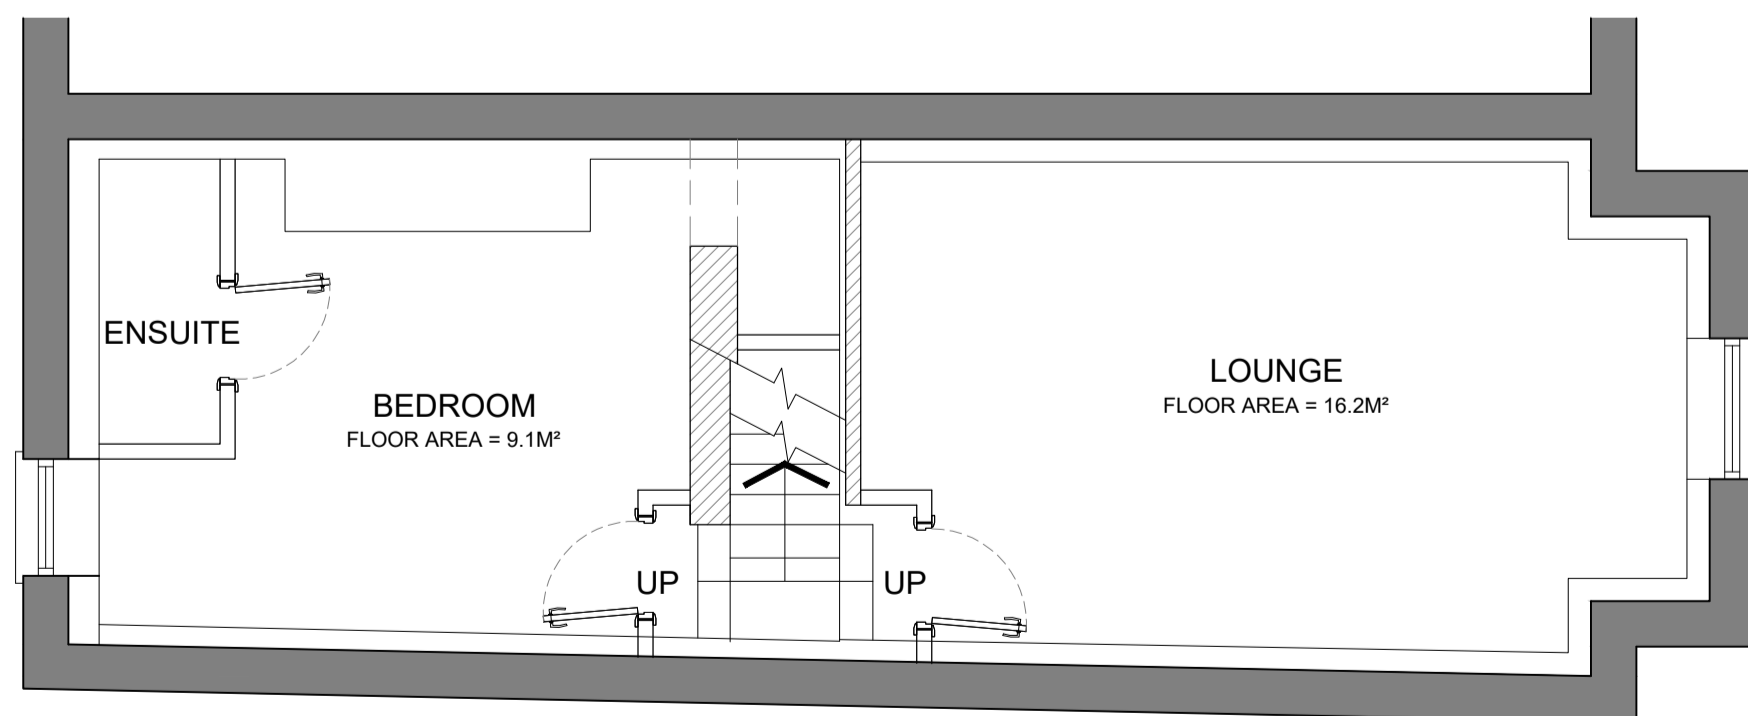 ENSUITE
BEDROOM
FLOOR AREA = 9.1M²
LOUNGE
FLOOR AREA = 16.2M²
UP
UP